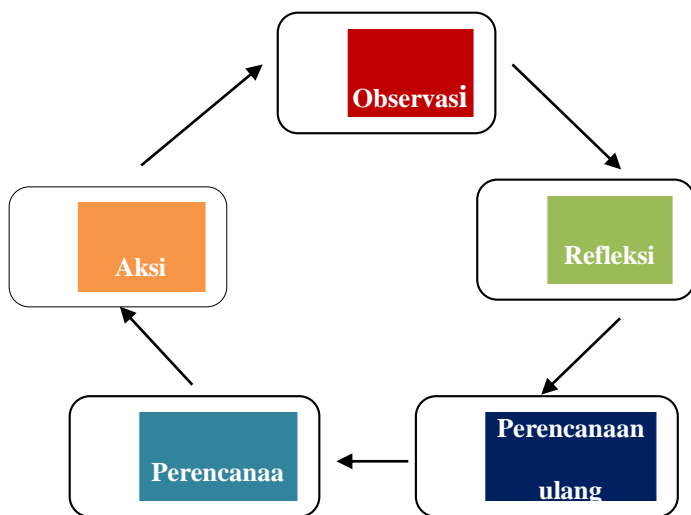 Observasi
Aksi
Refleksi
Perencanaa
Perencanaan
ulang